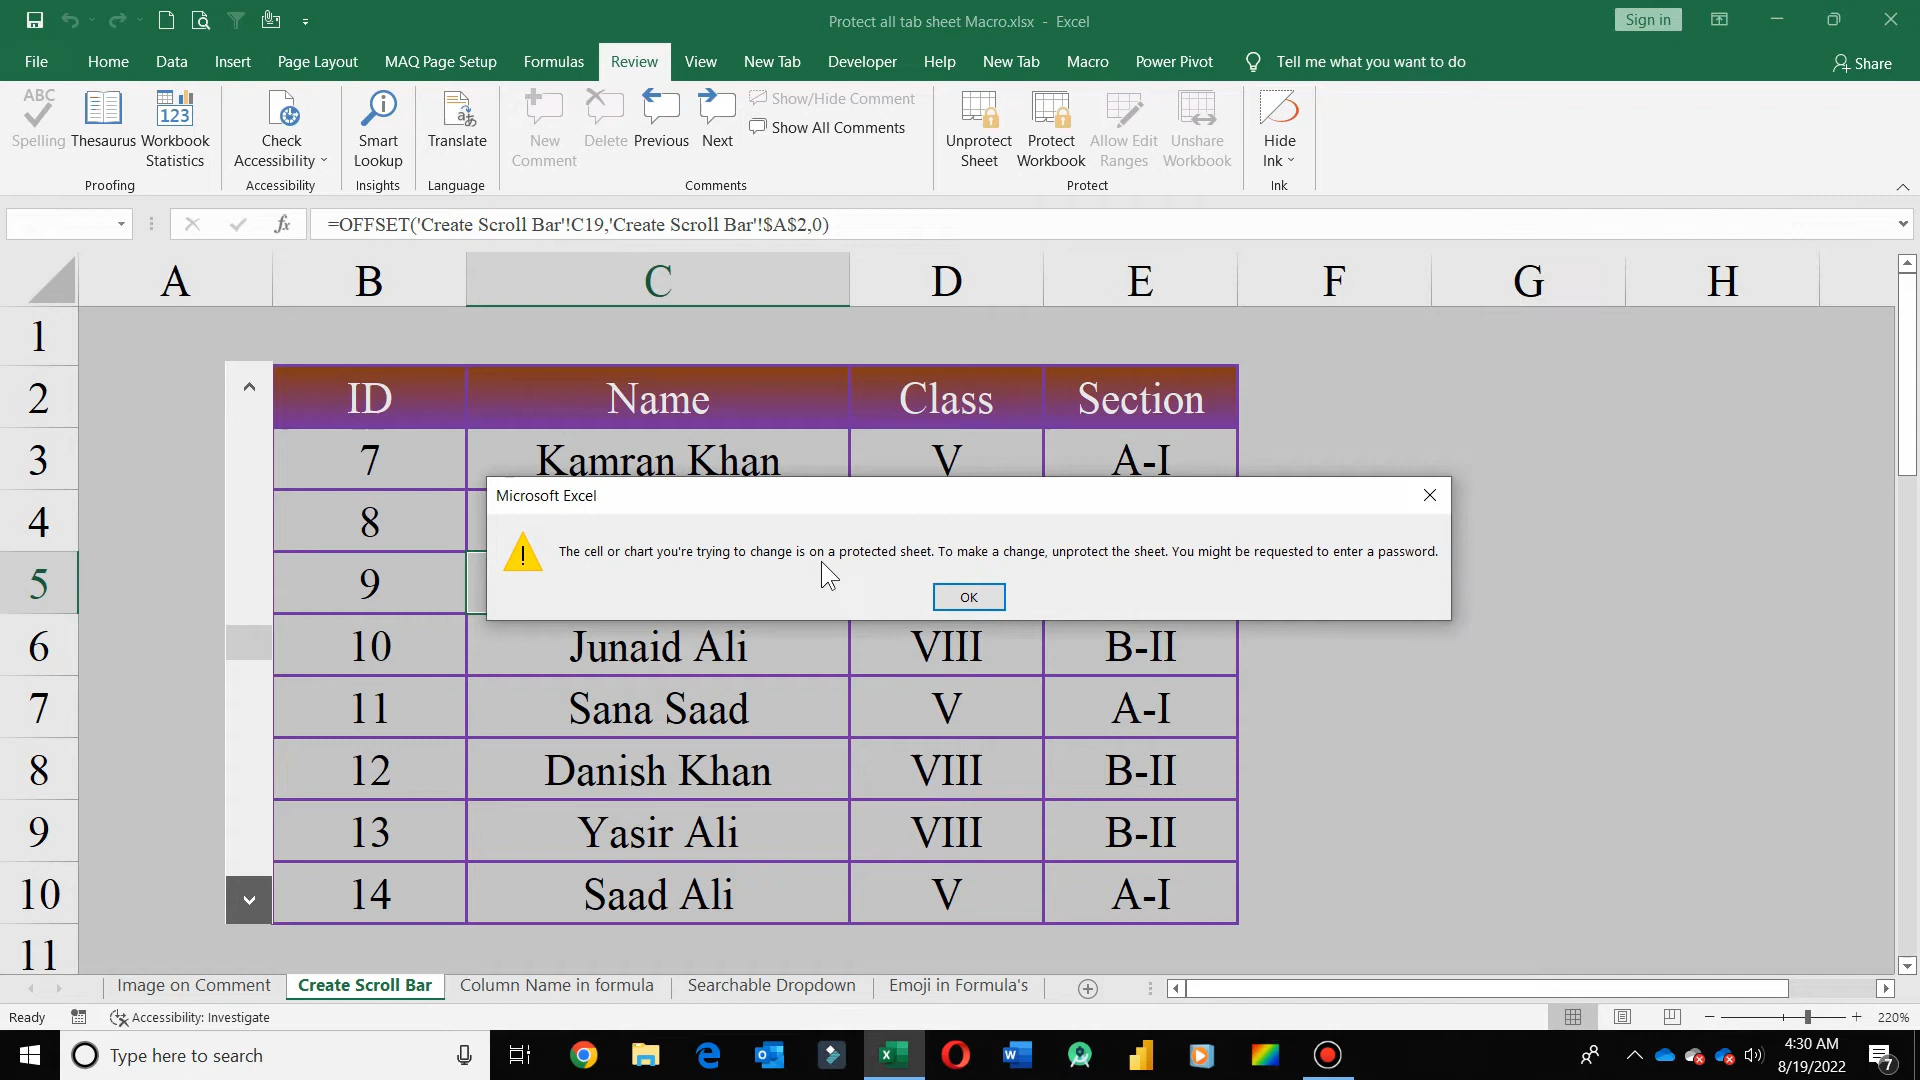 Protect all tab sheet Macro.xlsx - Excel
Sign in
File Home Data Insert Page Layout MAQ Page Setup Formulas Review View New Tab Developer Help New Tab Macro Power Pivot Tell me what you want to do Share
ABC
Spelling
Thesaurus
123
Workbook
Statistics
Proofing
Check
Accessibility
Accessibility
Smart
Lookup
Insights
Translate
Language
New
Comment
Delete
Previous
Next
Show/Hide Comment
Show All Comments
Comments
Unprotect
Sheet
Protect
Workbook
Allow Edit
Ranges
Unshare
Workbook
Protect
Hide
Ink
Ink
fx =OFFSET('Create Scroll Bar'!C19,'Create Scroll Bar'!$A$2,0)
A B C D E F G H
1
2 ID Name Class Section
3 7 Kamran Khan V A-I
4 8
5 9
Microsoft Excel
The cell or chart you're trying to change is on a protected sheet. To make a change, unprotect the sheet. You might be requested to enter a password.
OK
6 10 Junaid Ali VIII B-II
7 11 Sana Saad V A-I
8 12 Danish Khan VIII B-II
9 13 Yasir Ali VIII B-II
10 14 Saad Ali V A-I
11
Image on Comment Create Scroll Bar Column Name in formula Searchable Dropdown Emoji in Formula's
Ready Accessibility: Investigate 220%
Type here to search
4:30 AM
8/19/2022
7